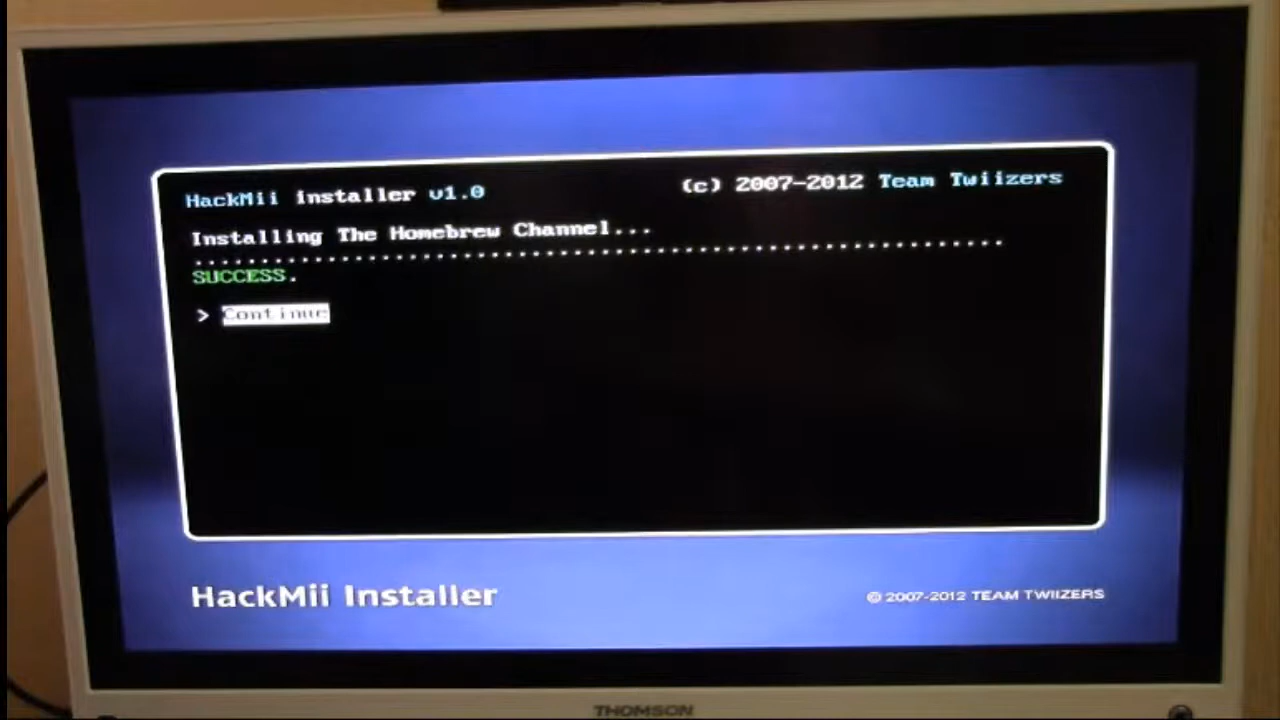 HackMii installer v1.0 (c) 2007-2012 Team Twiizers
Installing The Homebrew Channel...
................................................................
SUCCESS.
> Continue
HackMii Installer © 2007-2012 TEAM TWIIZERS
THOMSON